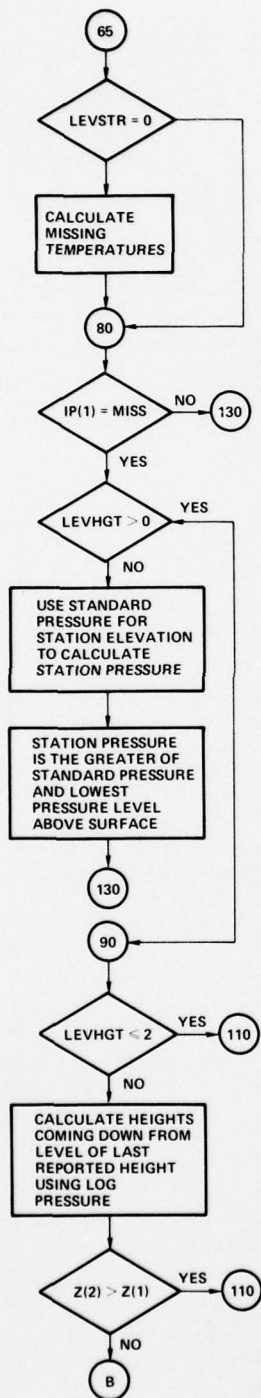 65
LEVSTR = 0
CALCULATE
MISSING
TEMPERATURES
80
IP(1) = MISS
NO
130
YES
LEVHGT > 0
YES
NO
USE STANDARD
PRESSURE FOR
STATION ELEVATION
TO CALCULATE
STATION PRESSURE
STATION PRESSURE
IS THE GREATER OF
STANDARD PRESSURE
AND LOWEST
PRESSURE LEVEL
ABOVE SURFACE
130
90
LEVHGT ≤ 2
YES
110
NO
CALCULATE HEIGHTS
COMING DOWN FROM
LEVEL OF LAST
REPORTED HEIGHT
USING LOG
PRESSURE
Z(2) > Z(1)
YES
110
NO
B